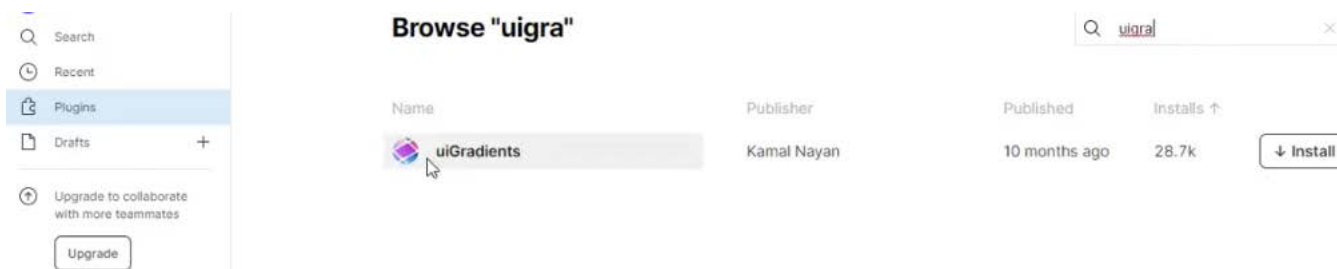 Search
Recent
Plugins
Drafts
Upgrade to collaborate
with more teammates
Upgrade
Browse "uigra"
uigra
Name Publisher Published Installs ↑
uiGradients Kamal Nayan 10 months ago 28.7k ↓ Install